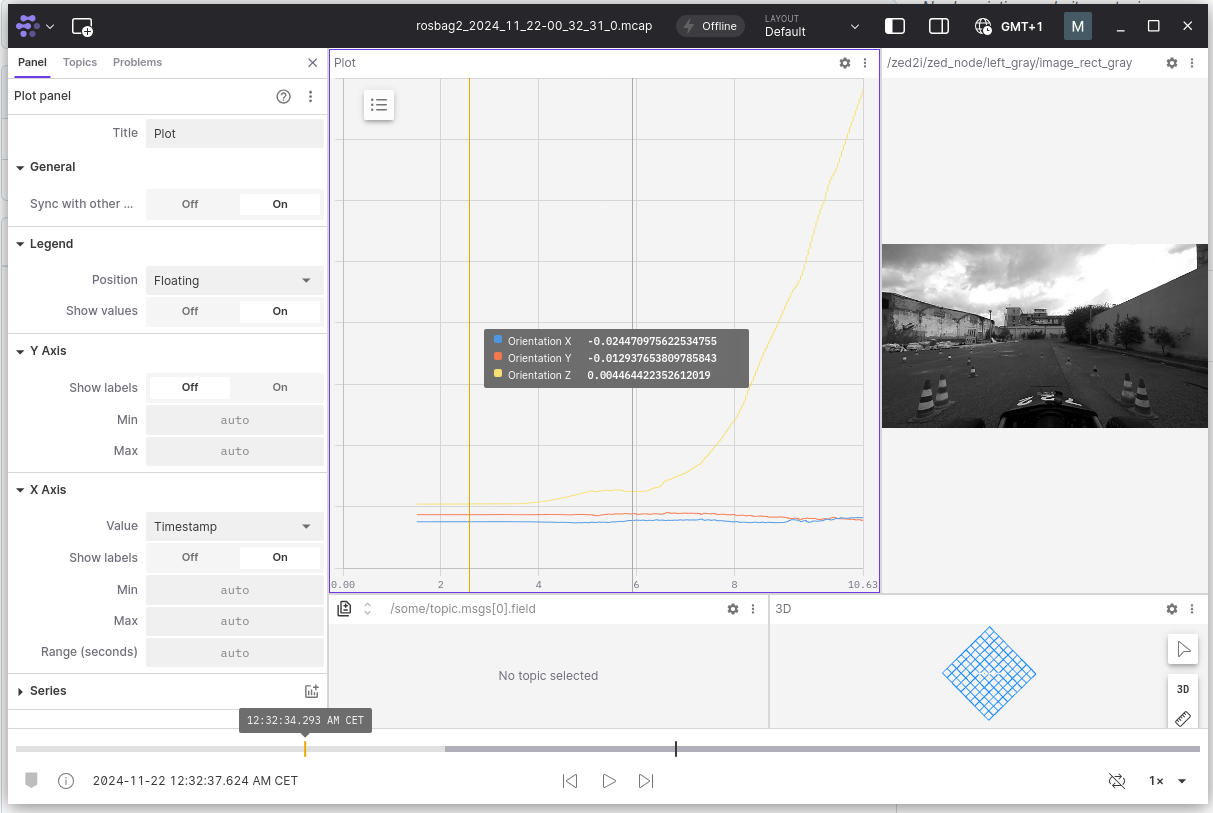 rosbag2_2024_11_22-00_32_31_0.mcap
Offline
LAYOUT
Default
GMT+1
M
Panel
Topics
Problems
Plot panel
Title
Plot
General
Sync with other ...
Off
On
Legend
Position
Floating
Show values
Off
On
Y Axis
Show labels
Off
On
Min
auto
Max
auto
X Axis
Value
Timestamp
Show labels
Off
On
Min
auto
Max
auto
Range (seconds)
auto
Series
Plot
Orientation X -0.024470975622534755
Orientation Y -0.012937653809785843
Orientation Z 0.004464422352612019
0.00 2 4 6 8 10.63
/zed2i/zed_node/left_gray/image_rect_gray
/some/topic.msgs[0].field
No topic selected
3D
3D
12:32:34.293 AM CET
2024-11-22 12:32:37.624 AM CET
1×